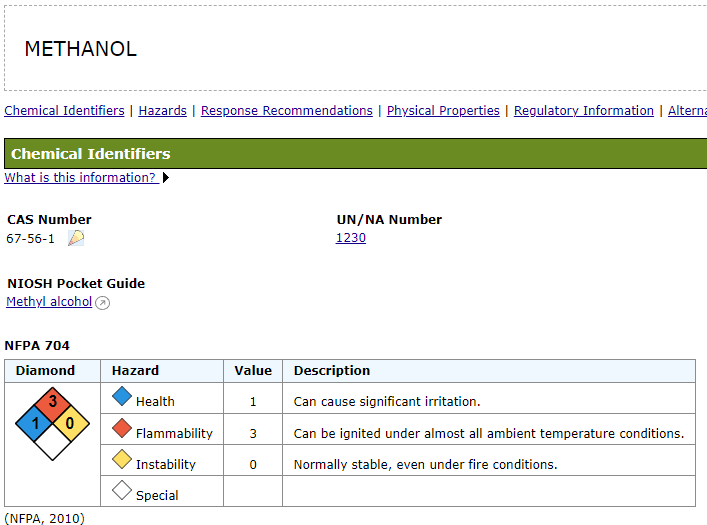 METHANOL
Chemical Identifiers | Hazards | Response Recommendations | Physical Properties | Regulatory Information | Alterna
Chemical Identifiers
What is this information?
CAS Number UN/NA Number
67-56-1 1230
NIOSH Pocket Guide
Methyl alcohol
NFPA 704
Diamond Hazard Value Description
3
1 0
Health 1 Can cause significant irritation.
Flammability 3 Can be ignited under almost all ambient temperature conditions.
Instability 0 Normally stable, even under fire conditions.
Special
(NFPA, 2010)